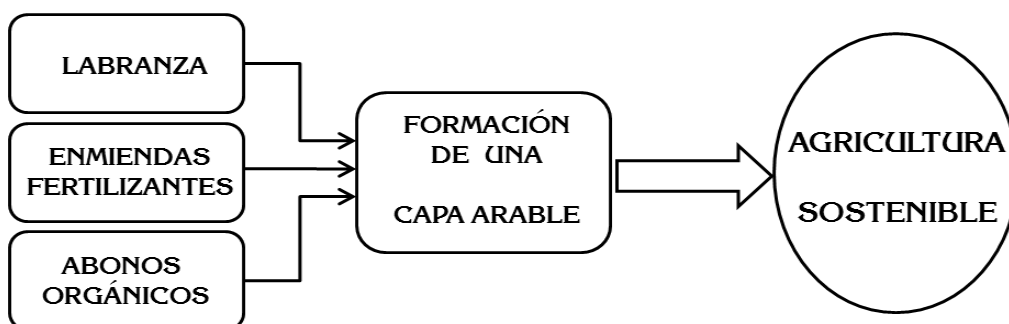 LABRANZA
ENMIENDAS
FERTILIZANTES
ABONOS
ORGÁNICOS
FORMACIÓN
DE UNA
CAPA ARABLE
AGRICULTURA
SOSTENIBLE